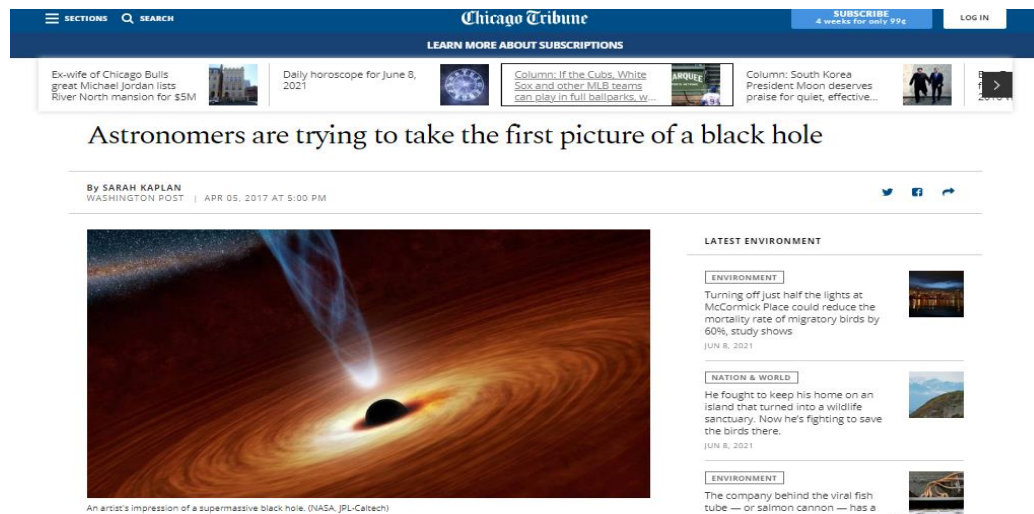 SECTIONS
SEARCH
Chicago Tribune
SUBSCRIBE
4 weeks for only 99¢
LOG IN
LEARN MORE ABOUT SUBSCRIPTIONS
Ex-wife of Chicago Bulls
great Michael Jordan lists
River North mansion for $5M
Daily horoscope for June 8,
2021
Column: If the Cubs, White
Sox and other MLB teams
can play in full ballparks, w...
MARQUEE
Column: South Korea
President Moon deserves
praise for quiet, effective...
Astronomers are trying to take the first picture of a black hole
By SARAH KAPLAN
WASHINGTON POST | APR 05, 2017 AT 5:00 PM
An artist's impression of a supermassive black hole. (NASA, JPL-Caltech)
LATEST ENVIRONMENT
ENVIRONMENT
Turning off just half the lights at
McCormick Place could reduce the
mortality rate of migratory birds by
60%, study shows
JUN 8, 2021
NATION & WORLD
He fought to keep his home on an
island that turned into a wildlife
sanctuary. Now he's fighting to save
the birds there.
JUN 8, 2021
ENVIRONMENT
The company behind the viral fish
tube — or salmon cannon — has a